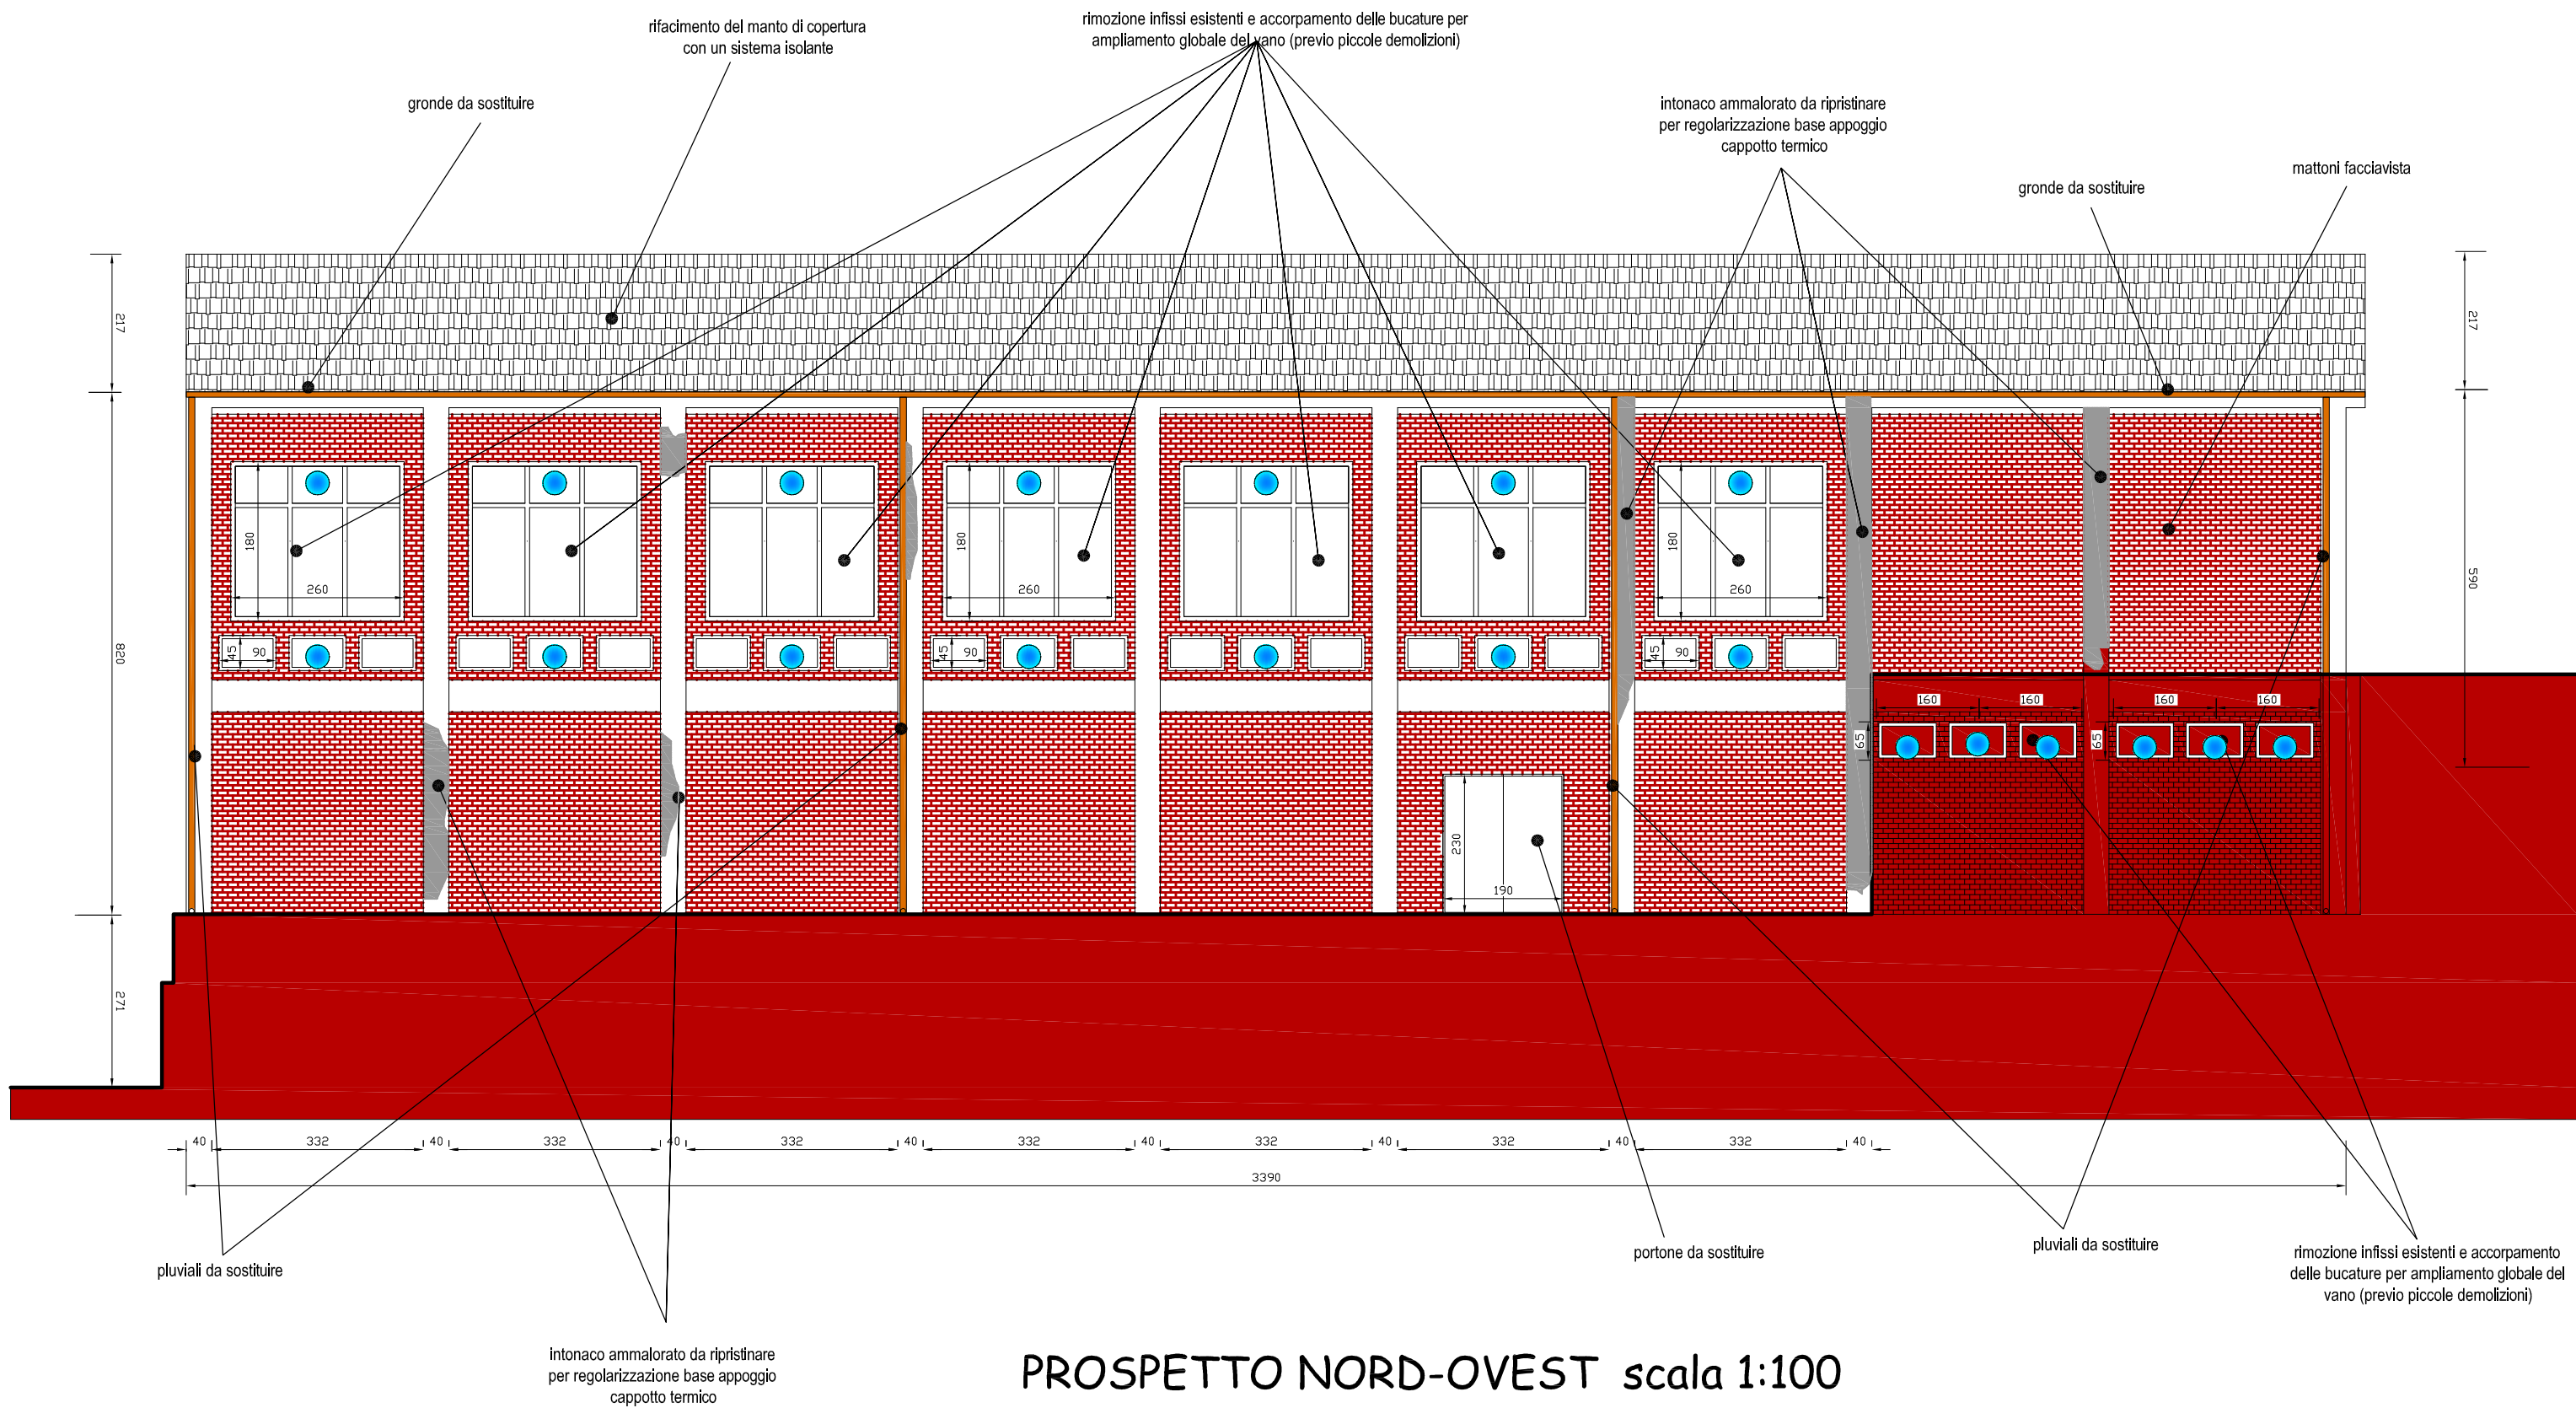 rifacimento del manto di copertura
con un sistema isolante
rimozione infissi esistenti e accorpamento delle bucature per
ampliamento globale del vano (previo piccole demolizioni)
gronde da sostituire
intonaco ammalorato da ripristinare
per regolarizzazione base appoggio
cappotto termico
gronde da sostituire
mattoni facciavista
217
217
180
180
180
590
260
260
260
820
45
90
45
90
45
90
160
160
160
160
65
65
230
190
271
40
332
40
332
40
332
40
332
40
332
40
332
40
332
40
3390
pluviali da sostituire
portone da sostituire
pluviali da sostituire
rimozione infissi esistenti e accorpamento
delle bucature per ampliamento globale del
vano (previo piccole demolizioni)
intonaco ammalorato da ripristinare
per regolarizzazione base appoggio
cappotto termico
PROSPETTO NORD-OVEST scala 1:100